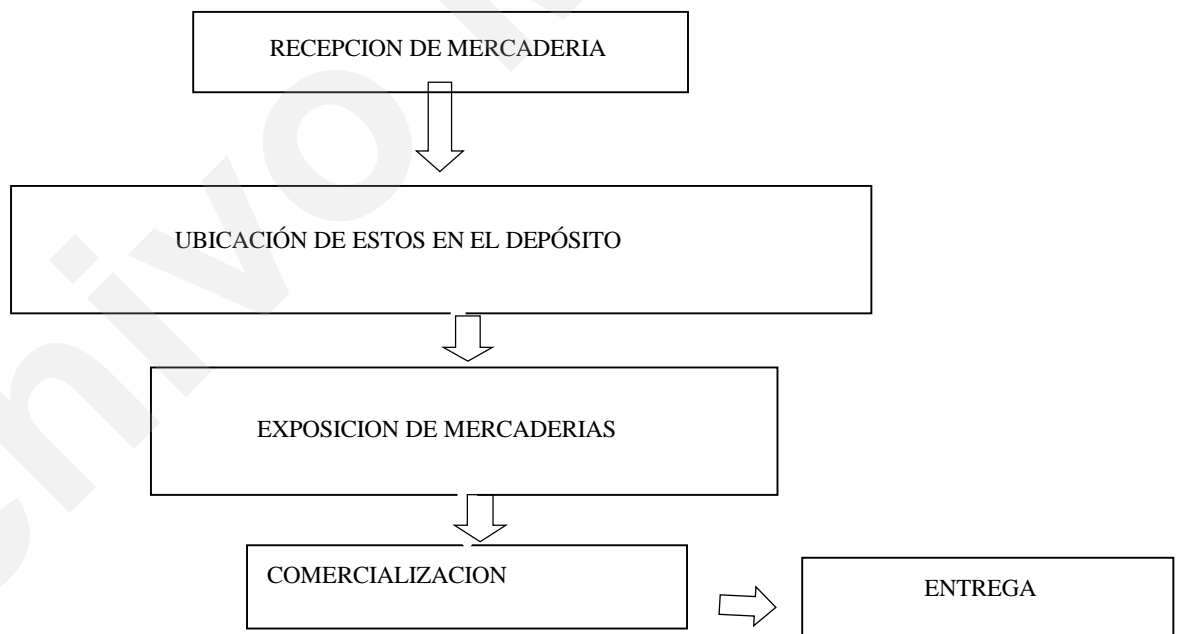 RECEPCION DE MERCADERIA
UBICACIÓN DE ESTOS EN EL DEPÓSITO
EXPOSICION DE MERCADERIAS
COMERCIALIZACION
ENTREGA